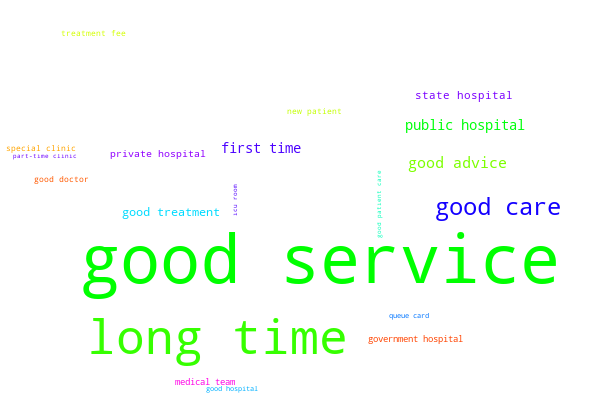 treatment fee
state hospital
new patient
public hospital
special clinic
first time
private hospital
part-time clinic
good advice
good doctor
good patient care
icu room
good care
good treatment
good service
queue card
long time
government hospital
medical team
good hospital